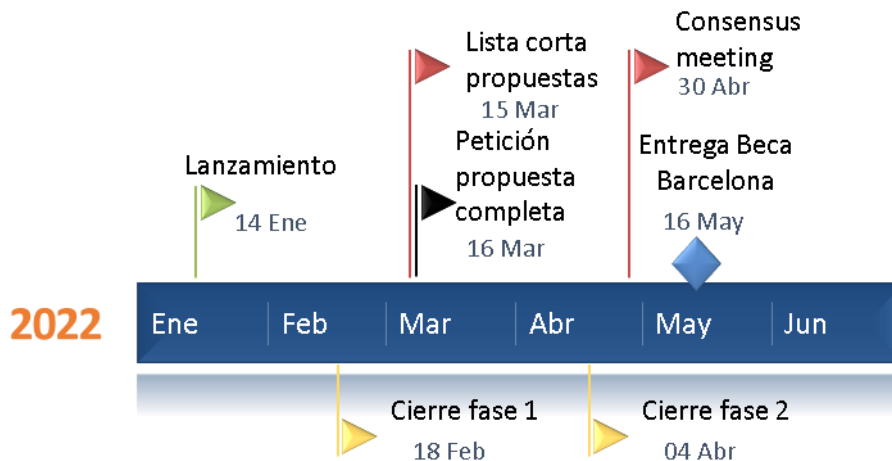 Lista corta
propuestas
15 Mar
Consensus
meeting
30 Abr
Lanzamiento
14 Ene
Petición
propuesta
completa
16 Mar
Entrega Beca
Barcelona
16 May
2022
Ene
Feb
Mar
Abr
May
Jun
Cierre fase 1
18 Feb
Cierre fase 2
04 Abr